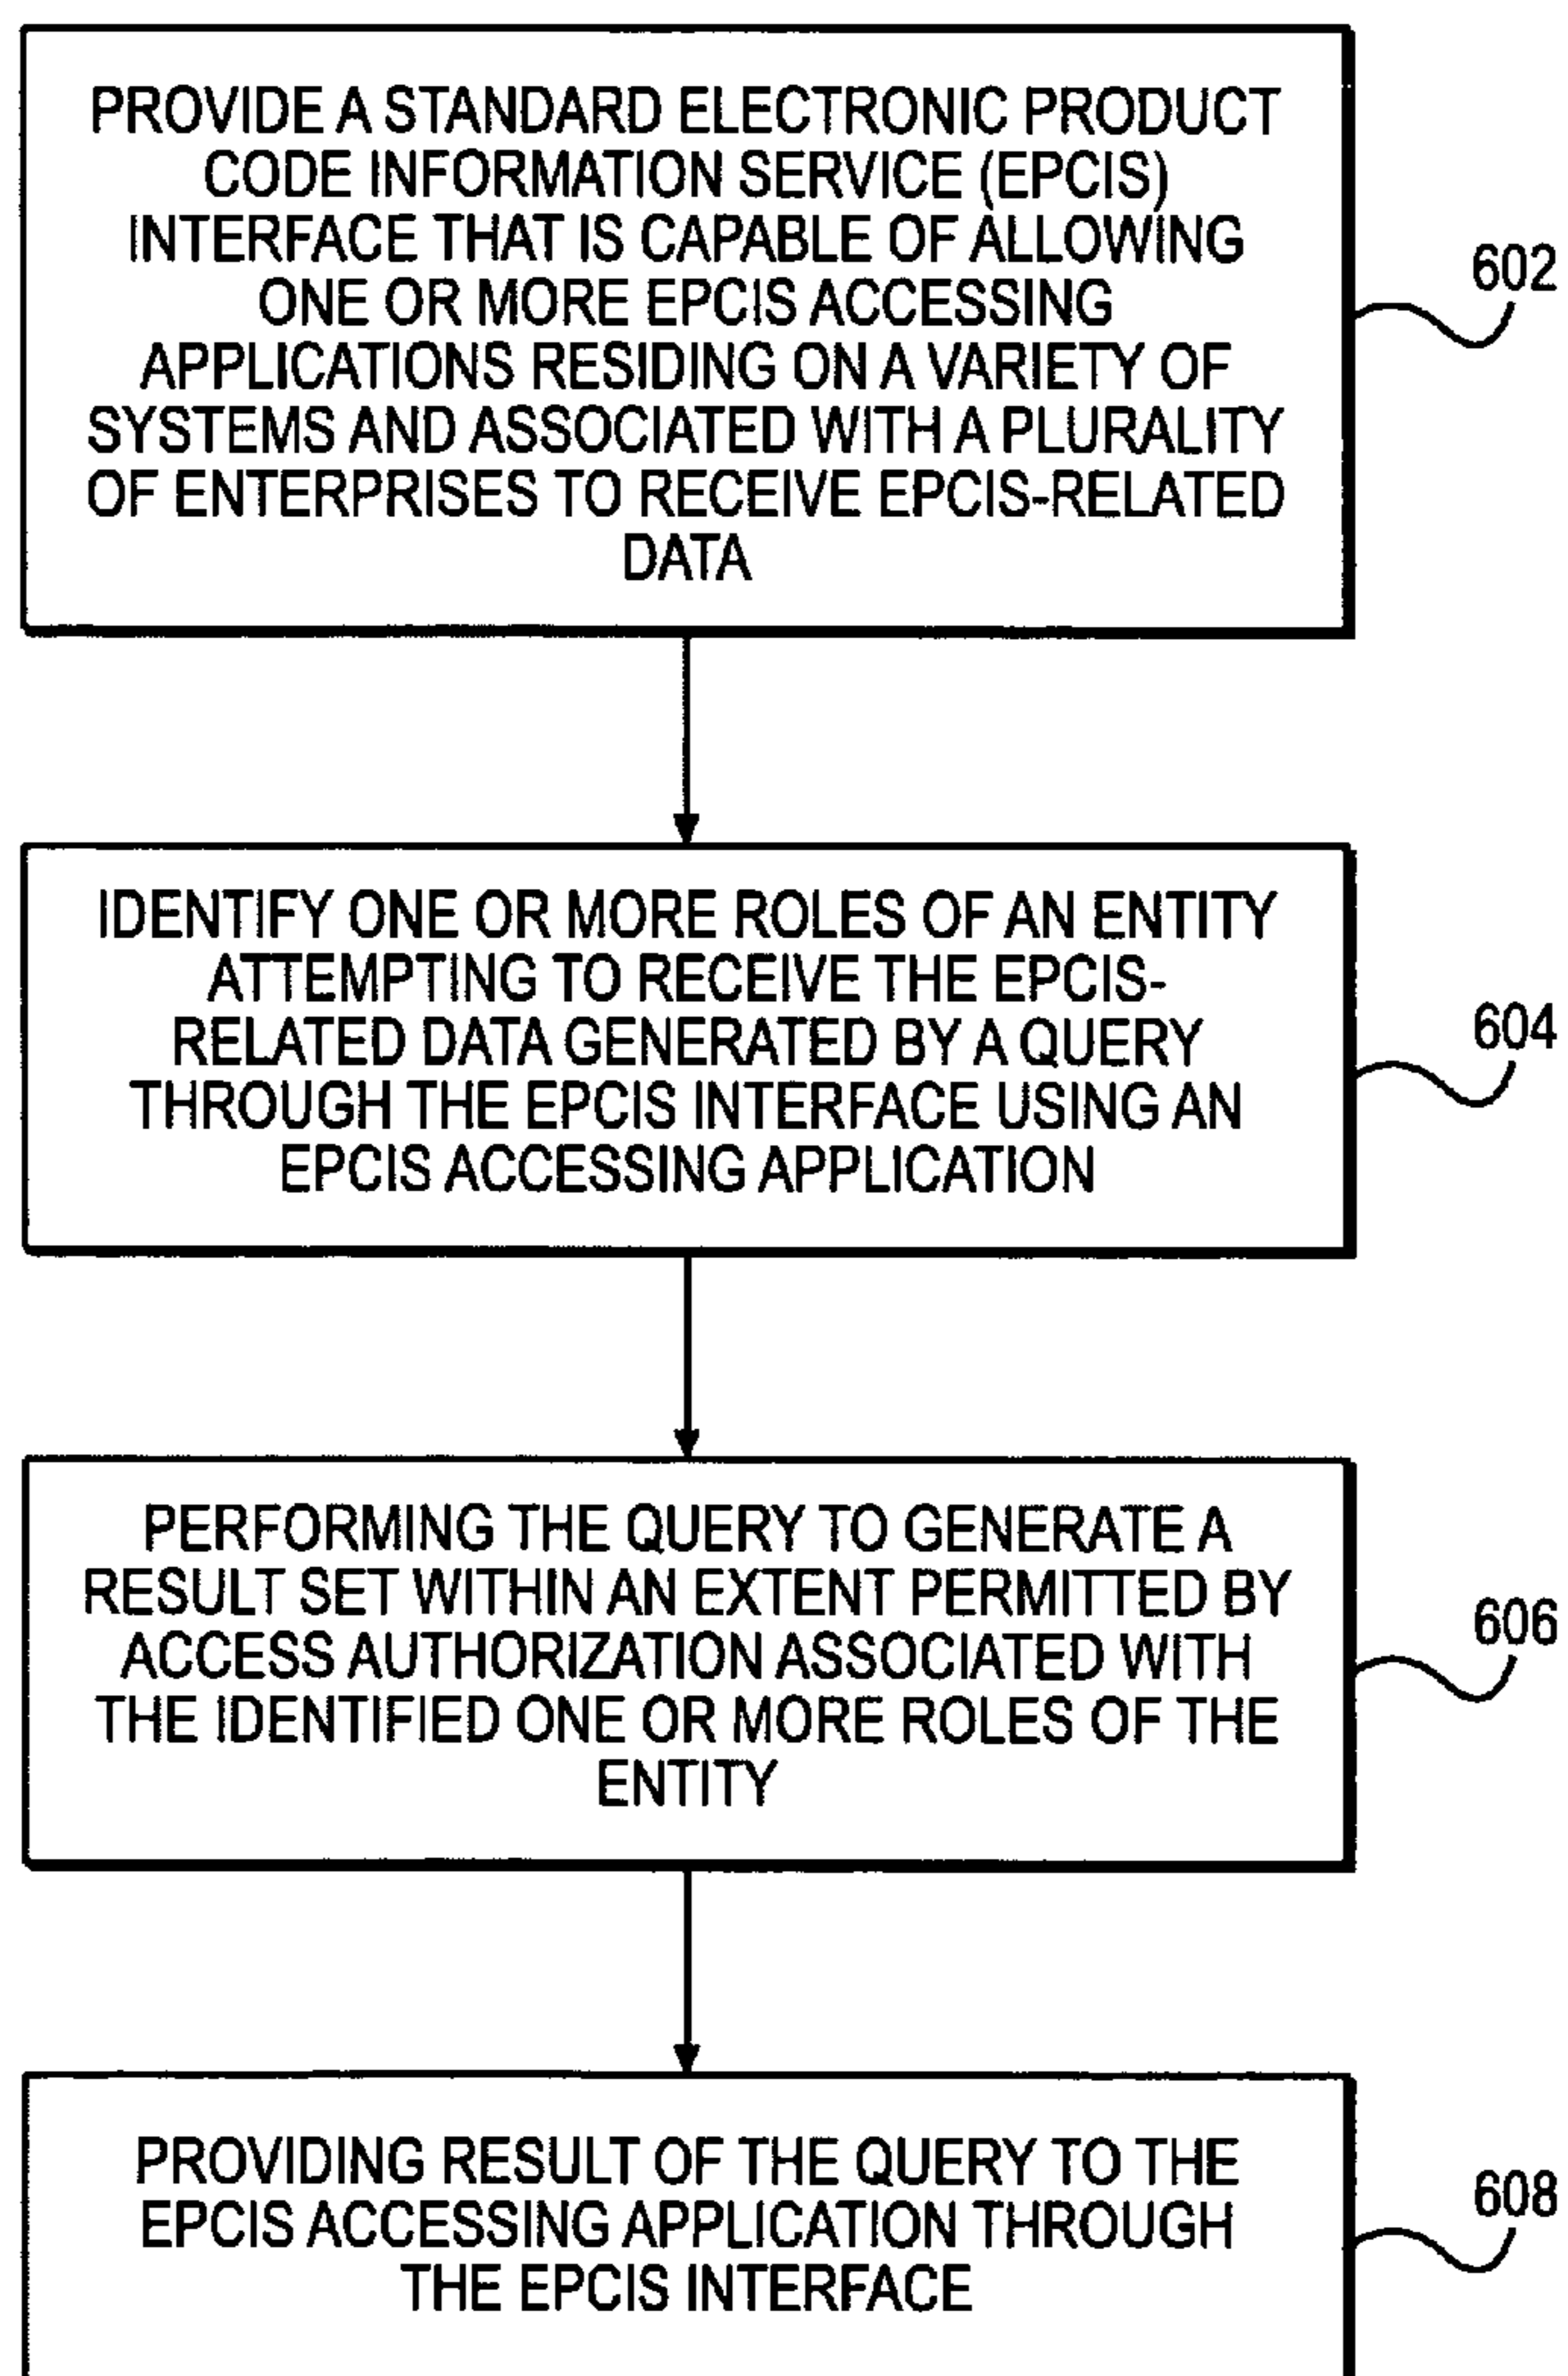 PROVIDE A STANDARD ELECTRONIC PRODUCT
CODE INFORMATION SERVICE (EPCIS)
INTERFACE THAT IS CAPABLE OF ALLOWING
ONE OR MORE EPCIS ACCESSING
APPLICATIONS RESIDING ON A VARIETY OF
SYSTEMS AND ASSOCIATED WITH A PLURALITY
OF ENTERPRISES TO RECEIVE EPCIS-RELATED
DATA
602
IDENTIFY ONE OR MORE ROLES OF AN ENTITY
ATTEMPTING TO RECEIVE THE EPCIS-
RELATED DATA GENERATED BY A QUERY
THROUGH THE EPCIS INTERFACE USING AN
EPCIS ACCESSING APPLICATION
604
PERFORMING THE QUERY TO GENERATE A
RESULT SET WITHIN AN EXTENT PERMITTED BY
ACCESS AUTHORIZATION ASSOCIATED WITH
THE IDENTIFIED ONE OR MORE ROLES OF THE
ENTITY
606
PROVIDING RESULT OF THE QUERY TO THE
EPCIS ACCESSING APPLICATION THROUGH
THE EPCIS INTERFACE
608